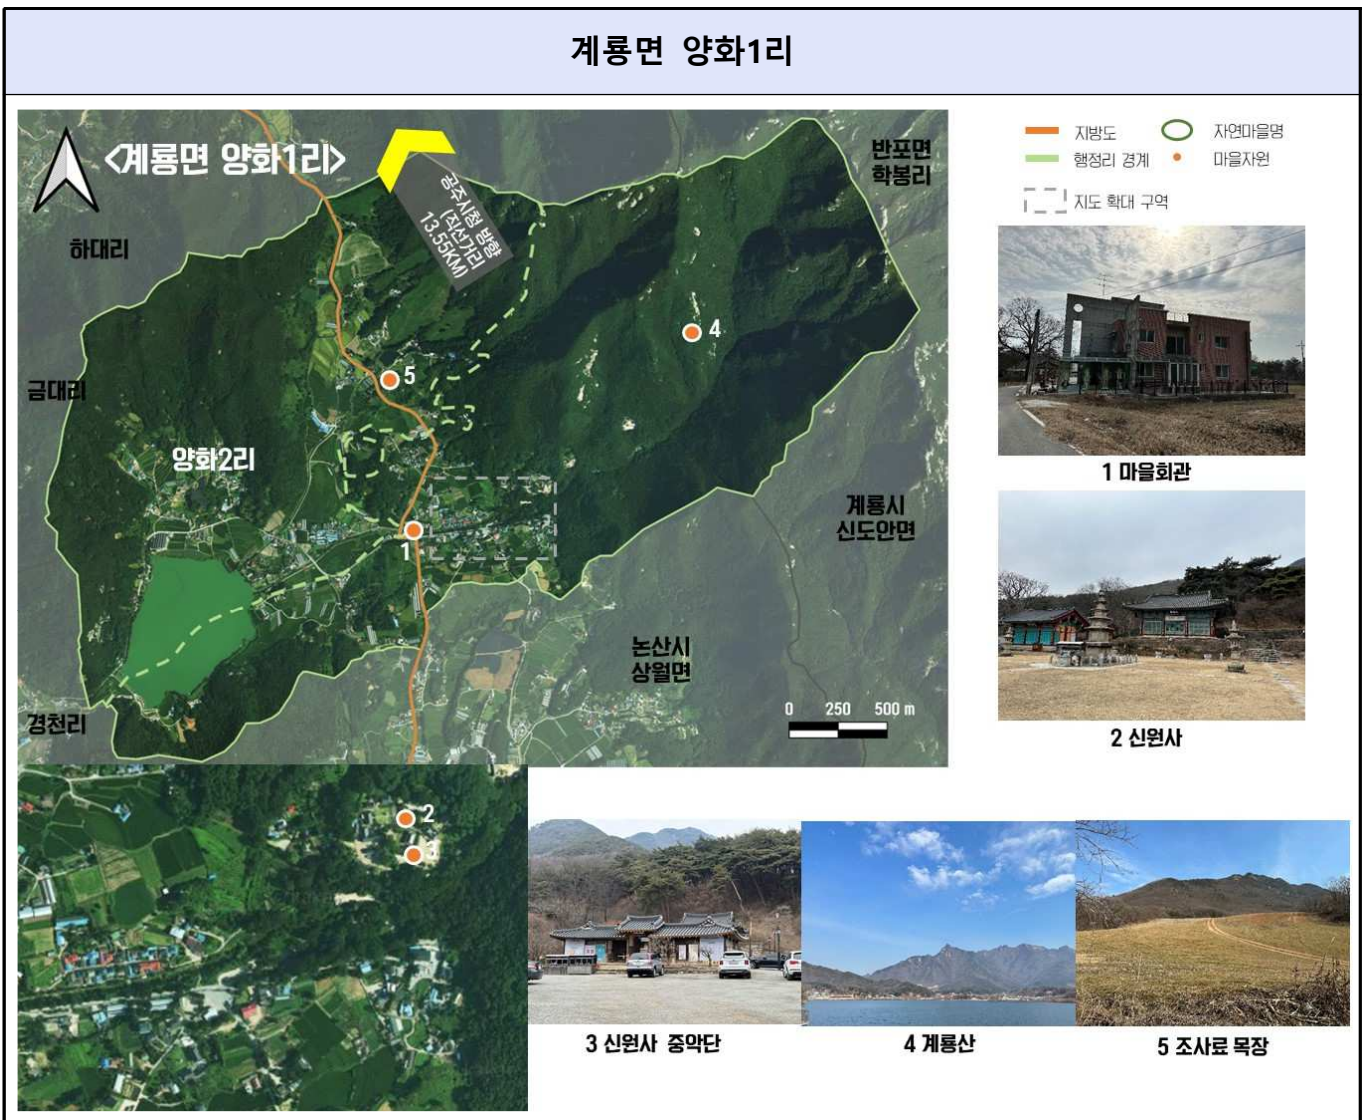 계룡면 양화1리
<계룡면 양화1리>
공주시청 방향
(직선거리
13.55KM)
반포면
학봉리
하대리
금대리
양화2리
계룡시
신도안면
논산시
상월면
경천리
4
5
1
0 250 500 m
지방도
자연마을명
행정리 경계
마을자원
지도 확대 구역
1 마을회관
2 신원사
2
3
3 신원사 중악단
4 계룡산
5 조사료 목장